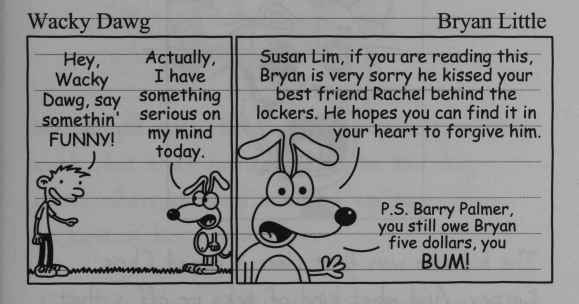 Wacky Dawg
Bryan Little
Hey,
Wacky
Dawg, say
somethin'
FUNNY!
Actually,
I have
something
serious on
my mind
today.
Susan Lim, if you are reading this,
Bryan is very sorry he kissed your
best friend Rachel behind the
lockers. He hopes you can find it in
your heart to forgive him.
P.S. Barry Palmer,
you still owe Bryan
five dollars, you
BUM!